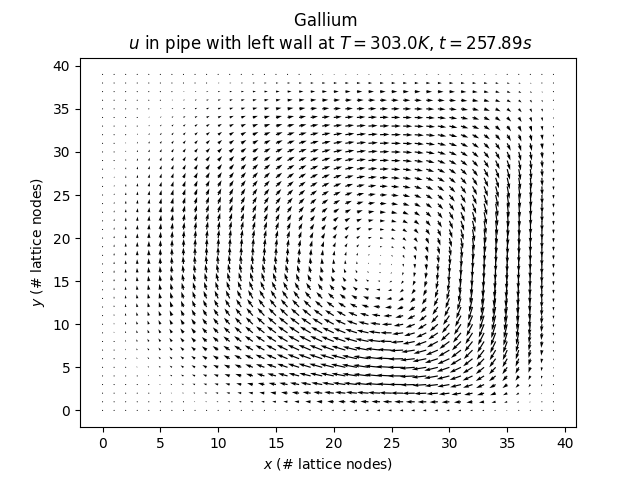 Gallium
u in pipe with left wall at T = 303.0K, t = 257.89s
40
35
30
25
20
15
10
5
0
y (# lattice nodes)
0 5 10 15 20 25 30 35 40
x (# lattice nodes)